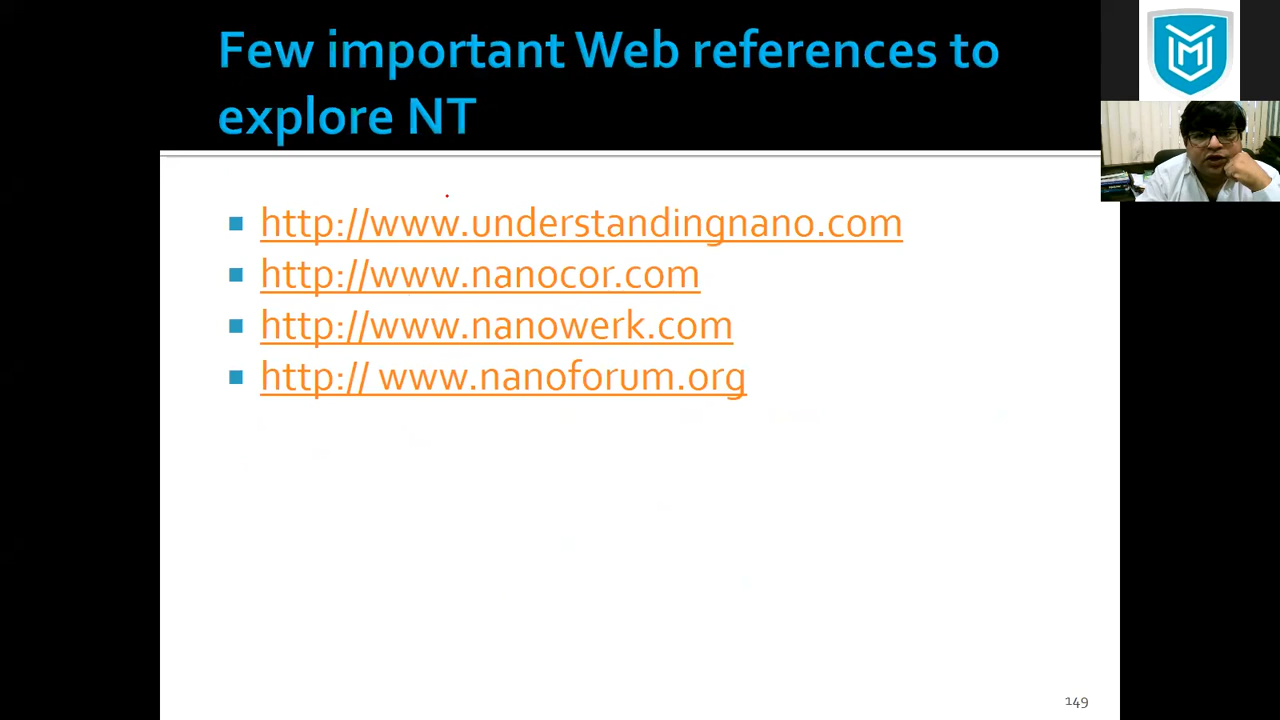 Few important Web references to
explore NT
http://www.understandingnano.com
http://www.nanocor.com
http://www.nanowerk.com
http:// www.nanoforum.org
149